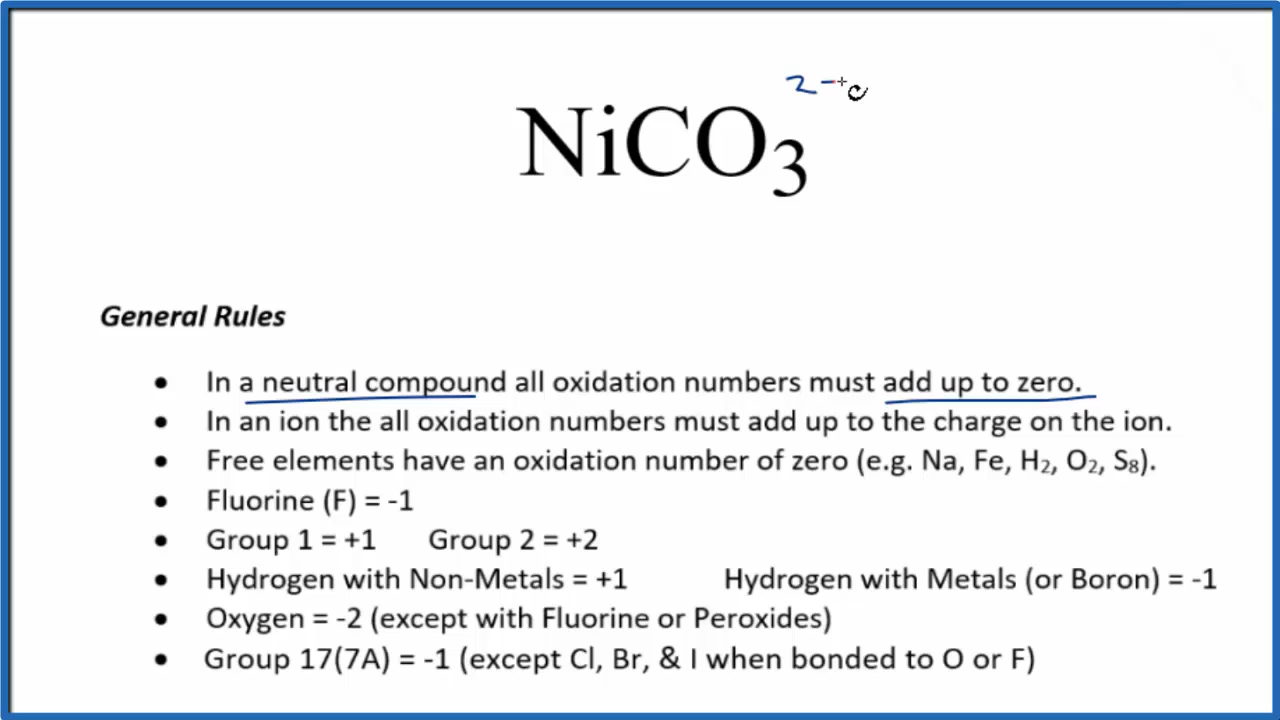 2-
NiCO₃
General Rules
• In a neutral compound all oxidation numbers must add up to zero.
• In an ion the all oxidation numbers must add up to the charge on the ion.
• Free elements have an oxidation number of zero (e.g. Na, Fe, H₂, O₂, S₈).
• Fluorine (F) = -1
• Group 1 = +1 Group 2 = +2
• Hydrogen with Non-Metals = +1 Hydrogen with Metals (or Boron) = -1
• Oxygen = -2 (except with Fluorine or Peroxides)
• Group 17(7A) = -1 (except Cl, Br, & I when bonded to O or F)